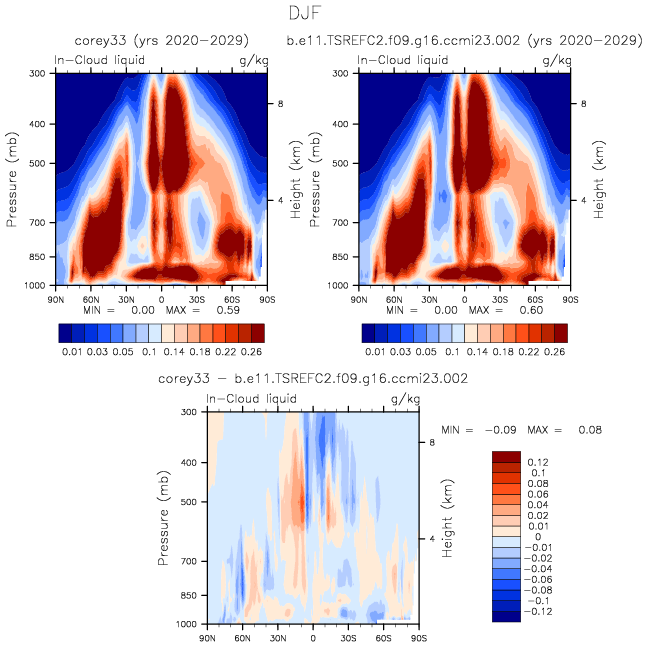 DJF
corey33 (yrs 2020−2029)
b.e11.TSREFC2.f09.g16.ccmi23.002 (yrs 2020−2029)
In−Cloud liquid g/kg
In−Cloud liquid g/kg
300
400
500
700
850
1000
Pressure (mb)
8
4
Height (km)
90N 60N 30N 0 30S 60S 90S
MIN = 0.00 MAX = 0.59
0.01 0.03 0.05 0.1 0.14 0.18 0.22 0.26
300
400
500
700
850
1000
Pressure (mb)
8
4
Height (km)
90N 60N 30N 0 30S 60S 90S
MIN = 0.00 MAX = 0.60
0.01 0.03 0.05 0.1 0.14 0.18 0.22 0.26
corey33 − b.e11.TSREFC2.f09.g16.ccmi23.002
In−Cloud liquid g/kg
300
400
500
700
850
1000
Pressure (mb)
8
4
Height (km)
90N 60N 30N 0 30S 60S 90S
MIN = −0.09 MAX = 0.08
0.12
0.1
0.08
0.06
0.04
0.02
0.01
0
−0.01
−0.02
−0.04
−0.06
−0.08
−0.1
−0.12